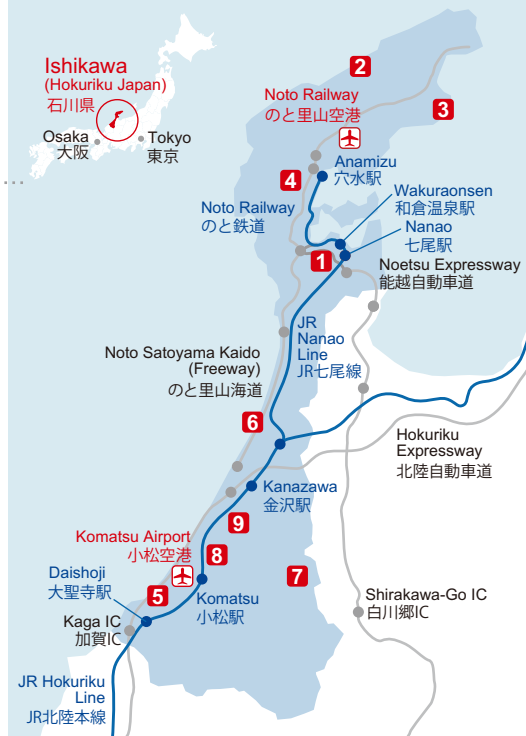 Ishikawa
(Hokuriku Japan)
石川県
Osaka
大阪
Tokyo
東京
2
Noto Railway
のと里山空港
3
4
Anamizu
穴水駅
Noto Railway
のと鉄道
Wakuraonsen
和倉温泉駅
Nanao
七尾駅
1
Noetsu Expressway
能越自動車道
JR
Nanao
Line
JR七尾線
Noto Satoyama Kaido
(Freeway)
のと里山海道
6
Hokuriku
Expressway
北陸自動車道
Kanazawa
金沢駅
9
Komatsu Airport
小松空港
8
7
Daishoji
大聖寺駅
5
Komatsu
小松駅
Shirakawa-Go IC
白川郷IC
Kaga IC
加賀IC
JR Hokuriku
Line
JR北陸本線